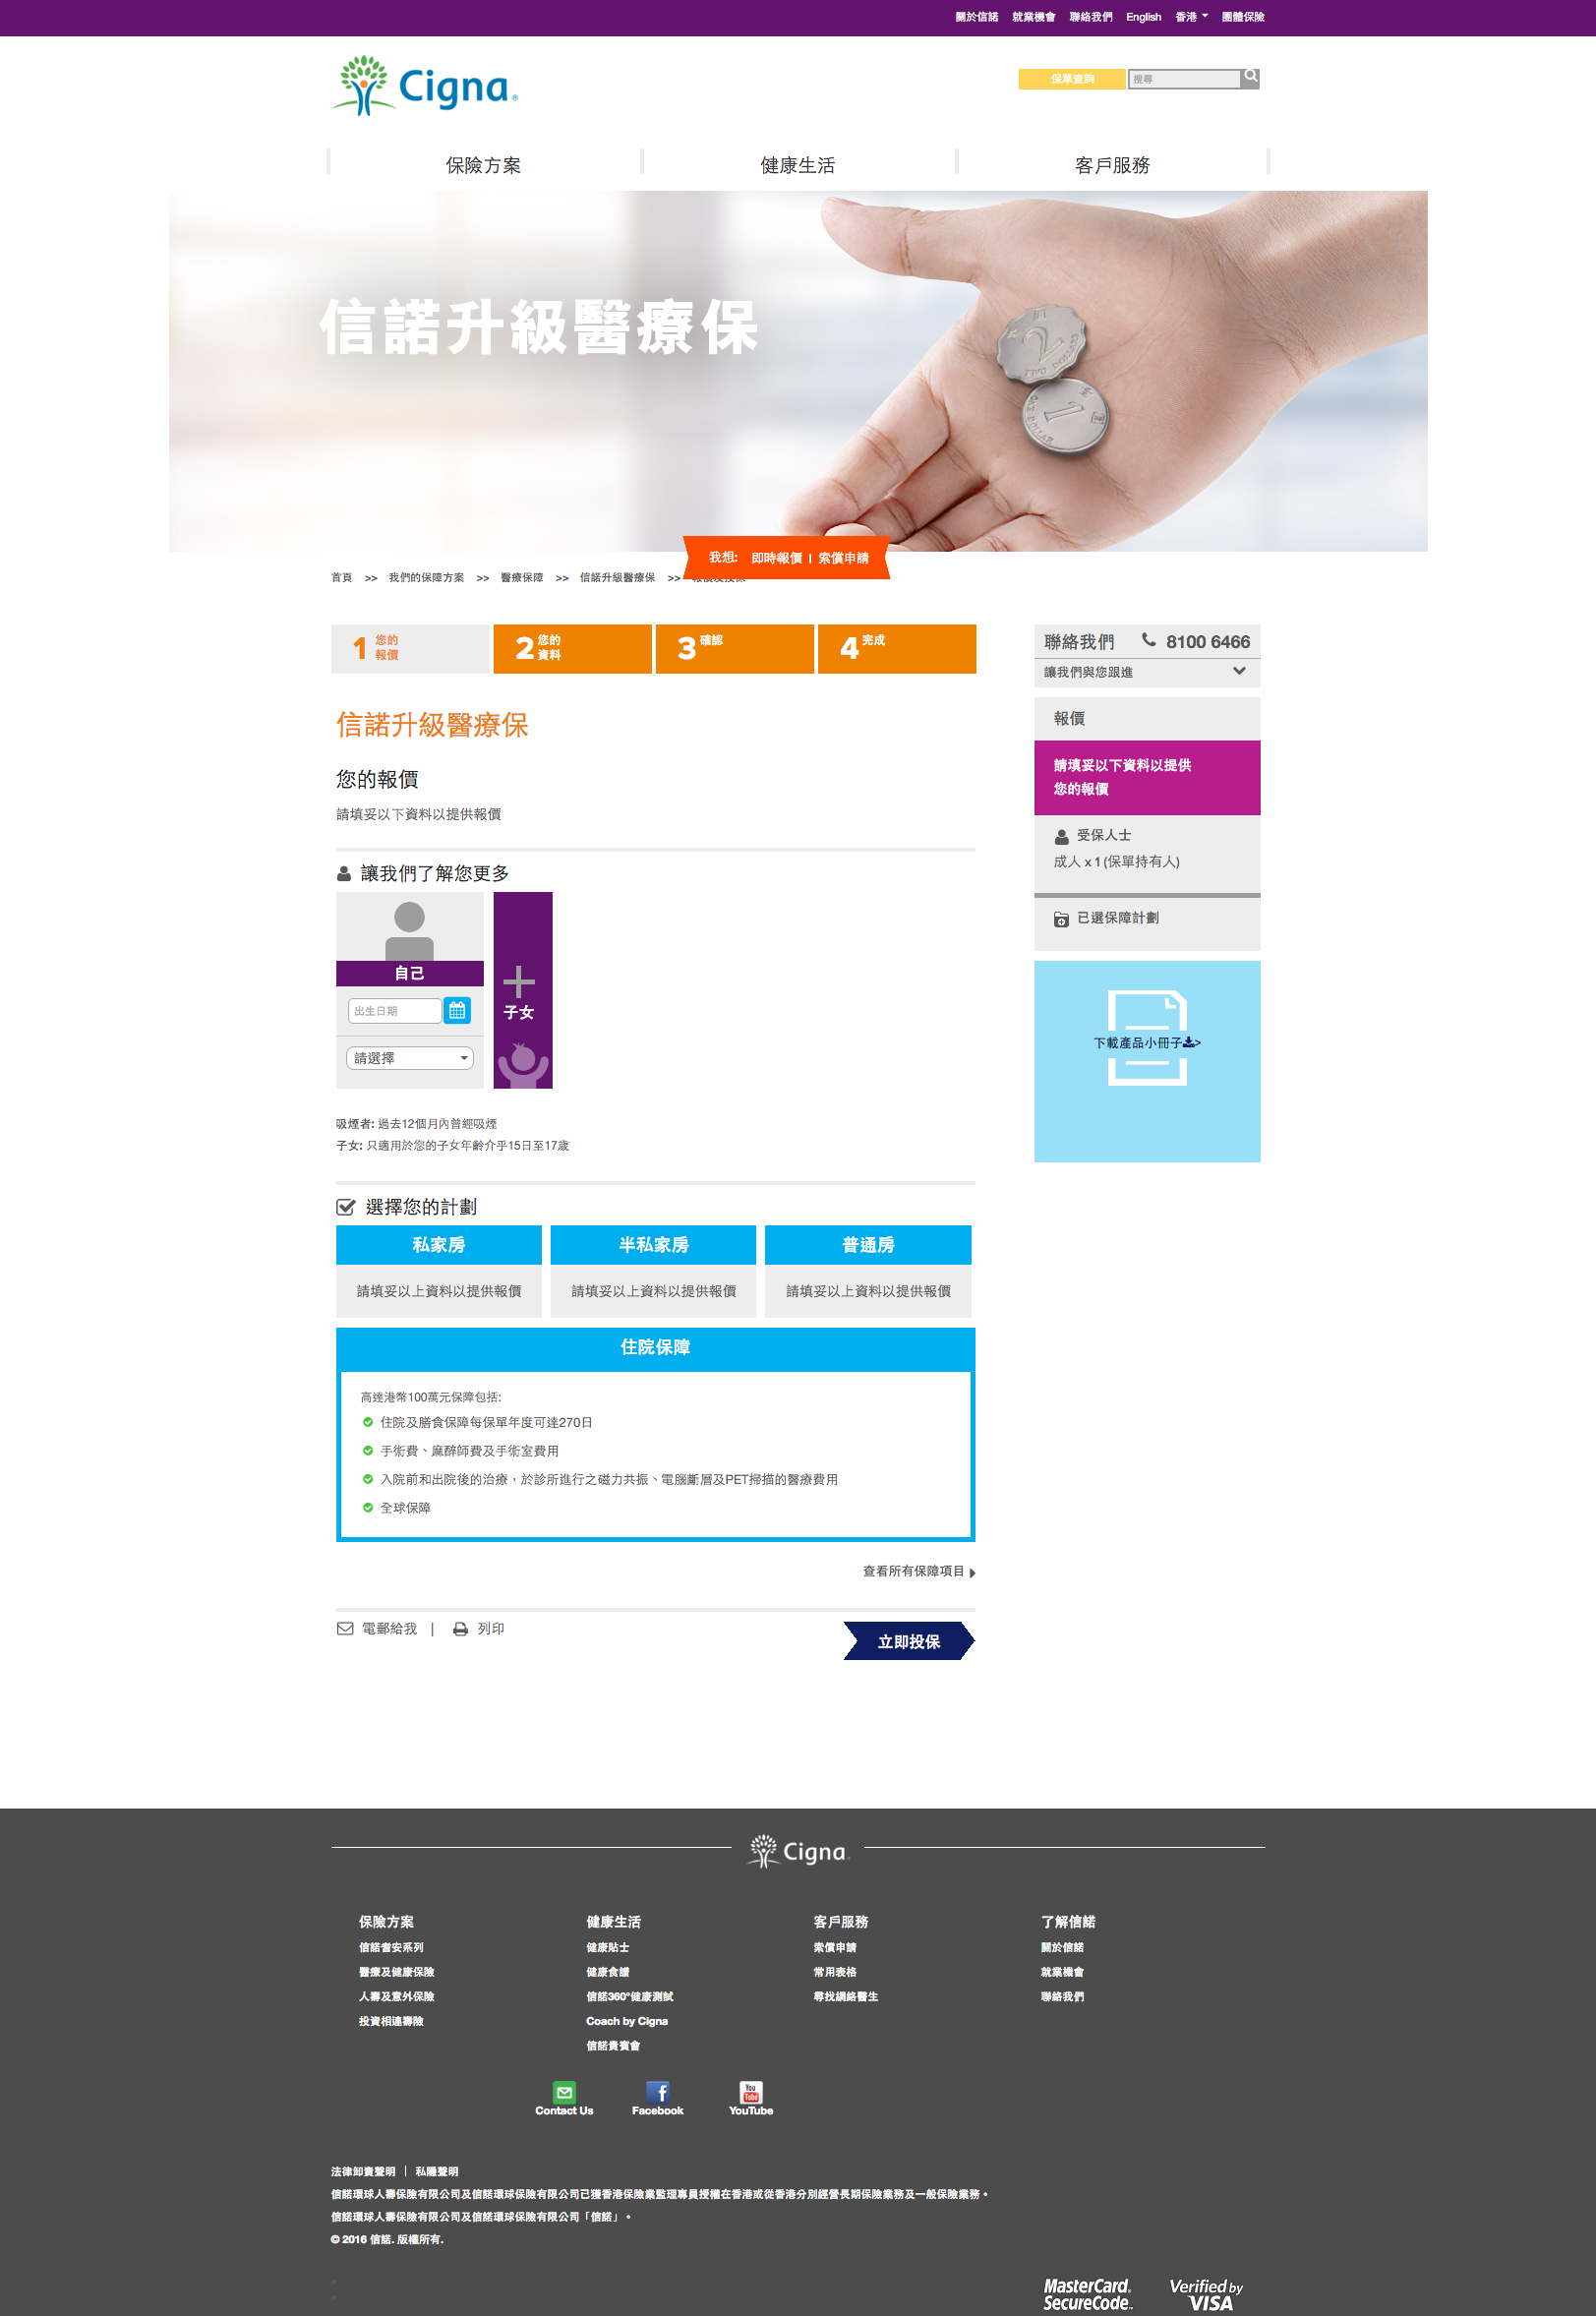 關於信諾 就業機會 聯絡我們 English 香港 團體保險
Cigna®
保單查詢 搜尋
保險方案 健康生活 客戶服務
信諾升級醫療保
TWO DOLLARS
2
1
我想: 即時報價 | 索償申請
首頁 >> 我們的保障方案 >> 醫療保障 >> 信諾升級醫療保 >>
1 您的報價
2 您的資料
3 確認
4 完成
信諾升級醫療保
您的報價
請填妥以下資料以提供報價
讓我們了解您更多
自己
出生日期
請選擇
子女
吸煙者: 過去12個月內曾經吸煙
子女: 只適用於您的子女年齡介乎15日至17歲
選擇您的計劃
私家房 半私家房 普通房
請填妥以上資料以提供報價 請填妥以上資料以提供報價 請填妥以上資料以提供報價
住院保障
高達港幣100萬元保障包括:
住院及膳食保障每保單年度可達270日
手術費、麻醉師費及手術室費用
入院前和出院後的治療，於診所進行之磁力共振、電腦斷層及PET掃描的醫療費用
全球保障
查看所有保障項目
電郵給我 | 列印
立即投保
聯絡我們 8100 6466
讓我們與您跟進
報價
請填妥以下資料以提供
您的報價
受保人士
成人 x 1 (保單持有人)
已選保障計劃
下載產品小冊子>
Cigna
保險方案
信諾耆安系列
醫療及健康保險
人壽及意外保險
投資相連壽險
健康生活
健康貼士
健康食譜
信諾360°健康測試
Coach by Cigna
信諾貴賓會
客戶服務
索償申請
常用表格
尋找網絡醫生
了解信諾
關於信諾
就業機會
聯絡我們
Contact Us Facebook YouTube
法律卸責聲明 | 私隱聲明
信諾環球人壽保險有限公司及信諾環球保險有限公司已獲香港保險業監理專員授權在香港或從香港分別經營長期保險業務及一般保險業務。
信諾環球人壽保險有限公司及信諾環球保險有限公司「信諾」。
© 2016 信諾. 版權所有.
MasterCard.
SecureCode.
Verified by
VISA